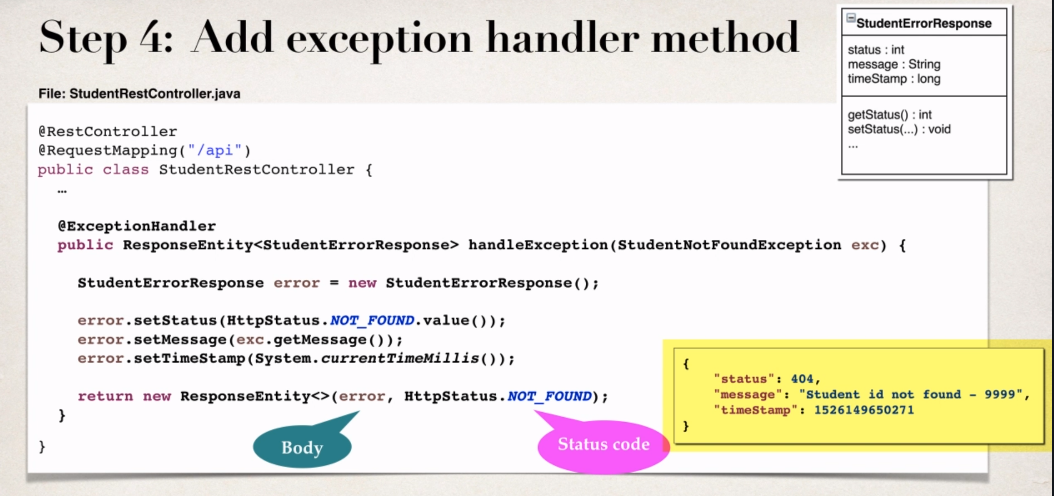 Step 4: Add exception handler method
StudentErrorResponse
status : int
message : String
timeStamp : long
getStatus() : int
setStatus(...) : void
...
File: StudentRestController.java
@RestController
@RequestMapping("/api")
public class StudentRestController {
…
@ExceptionHandler
public ResponseEntity<StudentErrorResponse> handleException(StudentNotFoundException exc) {
StudentErrorResponse error = new StudentErrorResponse();
error.setStatus(HttpStatus.NOT_FOUND.value());
error.setMessage(exc.getMessage());
error.setTimeStamp(System.currentTimeMillis());
return new ResponseEntity<>(error, HttpStatus.NOT_FOUND);
}
}
Body
Status code
{
"status": 404,
"message": "Student id not found - 9999",
"timeStamp": 1526149650271
}